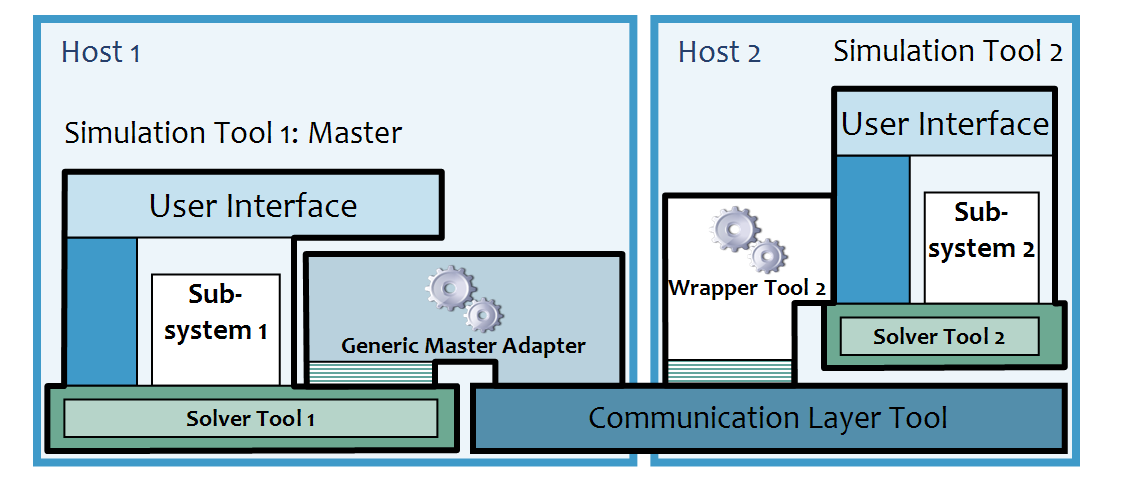 Host 1
Simulation Tool 1: Master
User Interface
Sub-
system 1
Generic Master Adapter
Solver Tool 1
Host 2
Simulation Tool 2
User Interface
Sub-
system 2
Wrapper Tool 2
Solver Tool 2
Communication Layer Tool